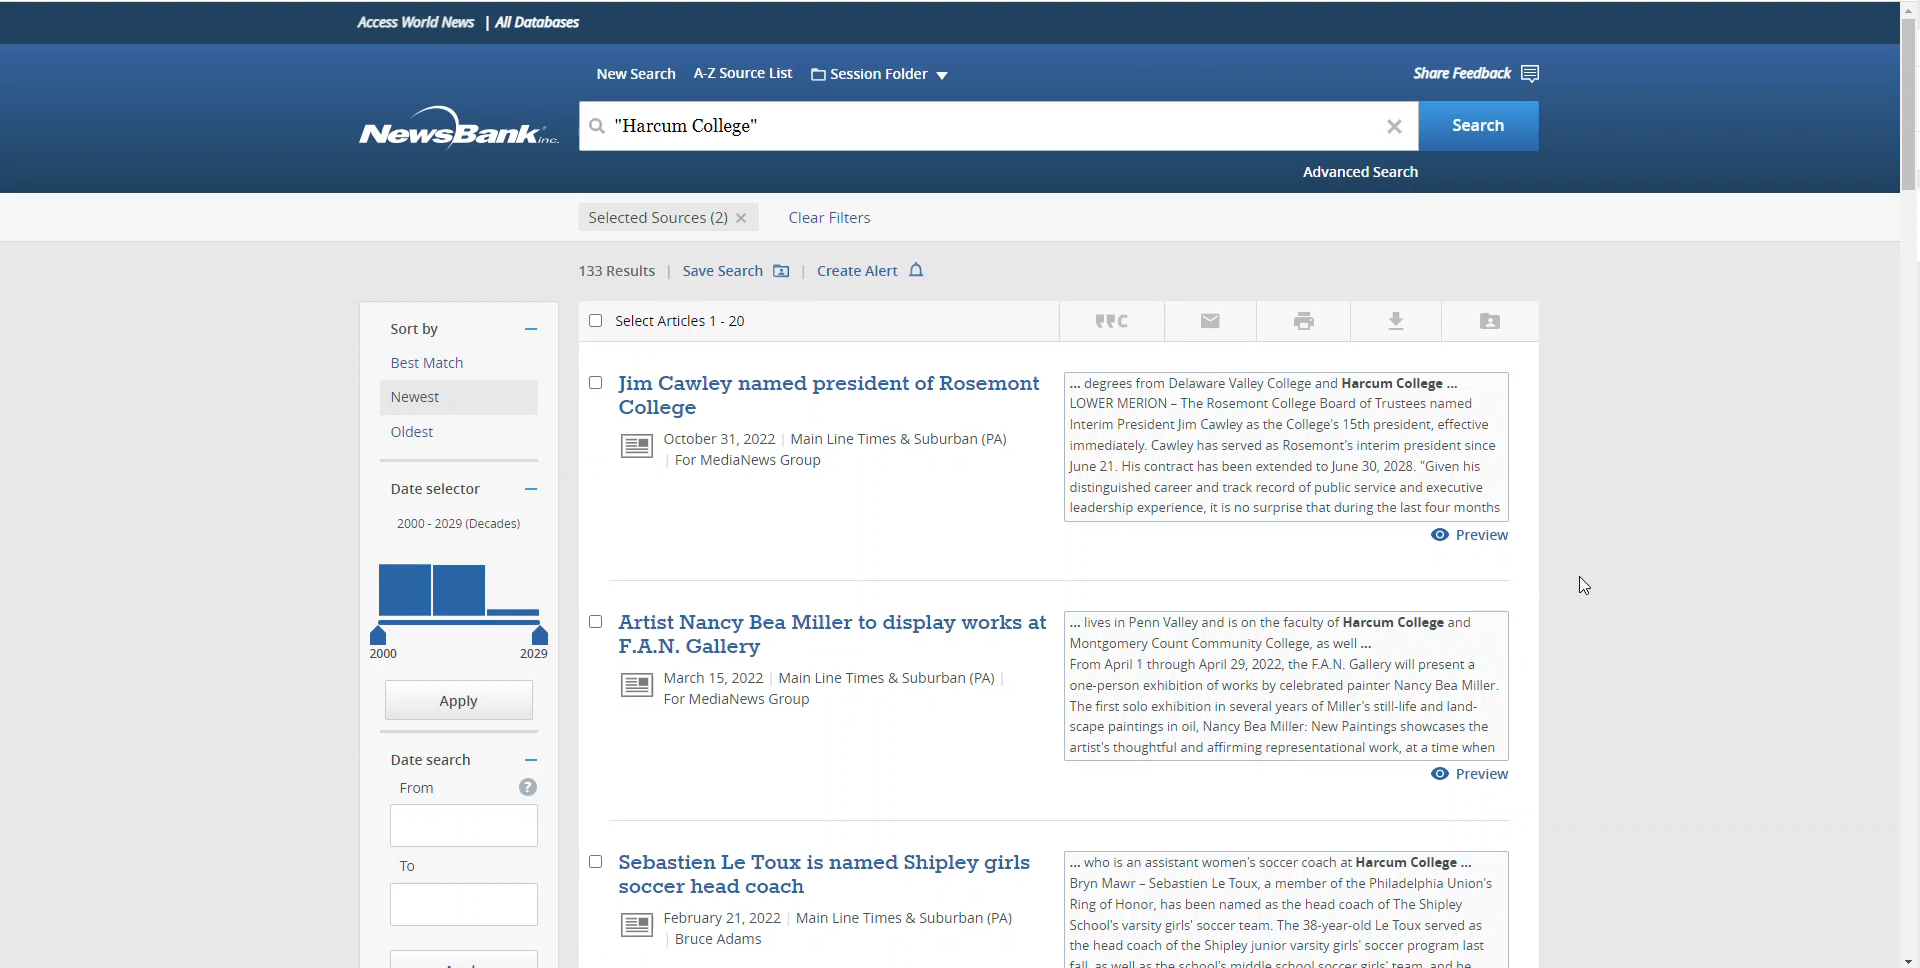 Access World News | All Databases
New Search A-Z Source List Session Folder
Share Feedback
NewsBank inc.
"Harcum College"
Search
Advanced Search
Selected Sources (2) Clear Filters
133 Results | Save Search | Create Alert
Sort by
Best Match
Newest
Oldest
Date selector
2000 - 2029 (Decades)
2000 2029
Apply
Date search
From ?
To
Select Articles 1 - 20
Jim Cawley named president of Rosemont
College
October 31, 2022 | Main Line Times & Suburban (PA)
| For MediaNews Group
... degrees from Delaware Valley College and Harcum College ...
LOWER MERION – The Rosemont College Board of Trustees named
Interim President Jim Cawley as the College's 15th president, effective
immediately. Cawley has served as Rosemont's interim president since
June 21. His contract has been extended to June 30, 2028. "Given his
distinguished career and track record of public service and executive
leadership experience, it is no surprise that during the last four months
Preview
Artist Nancy Bea Miller to display works at
F.A.N. Gallery
March 15, 2022 | Main Line Times & Suburban (PA) |
For MediaNews Group
... lives in Penn Valley and is on the faculty of Harcum College and
Montgomery Count Community College, as well ...
From April 1 through April 29, 2022, the F.A.N. Gallery will present a
one-person exhibition of works by celebrated painter Nancy Bea Miller.
The first solo exhibition in several years of Miller's still-life and land-
scape paintings in oil, Nancy Bea Miller: New Paintings showcases the
artist's thoughtful and affirming representational work, at a time when
Preview
Sebastien Le Toux is named Shipley girls
soccer head coach
February 21, 2022 | Main Line Times & Suburban (PA)
| Bruce Adams
... who is an assistant women's soccer coach at Harcum College ...
Bryn Mawr – Sebastien Le Toux, a member of the Philadelphia Union's
Ring of Honor, has been named as the head coach of The Shipley
School's varsity girls' soccer team. The 38-year-old Le Toux served as
the head coach of the Shipley junior varsity girls' soccer program last
fall, as well as the school's middle school soccer girls' team, and he